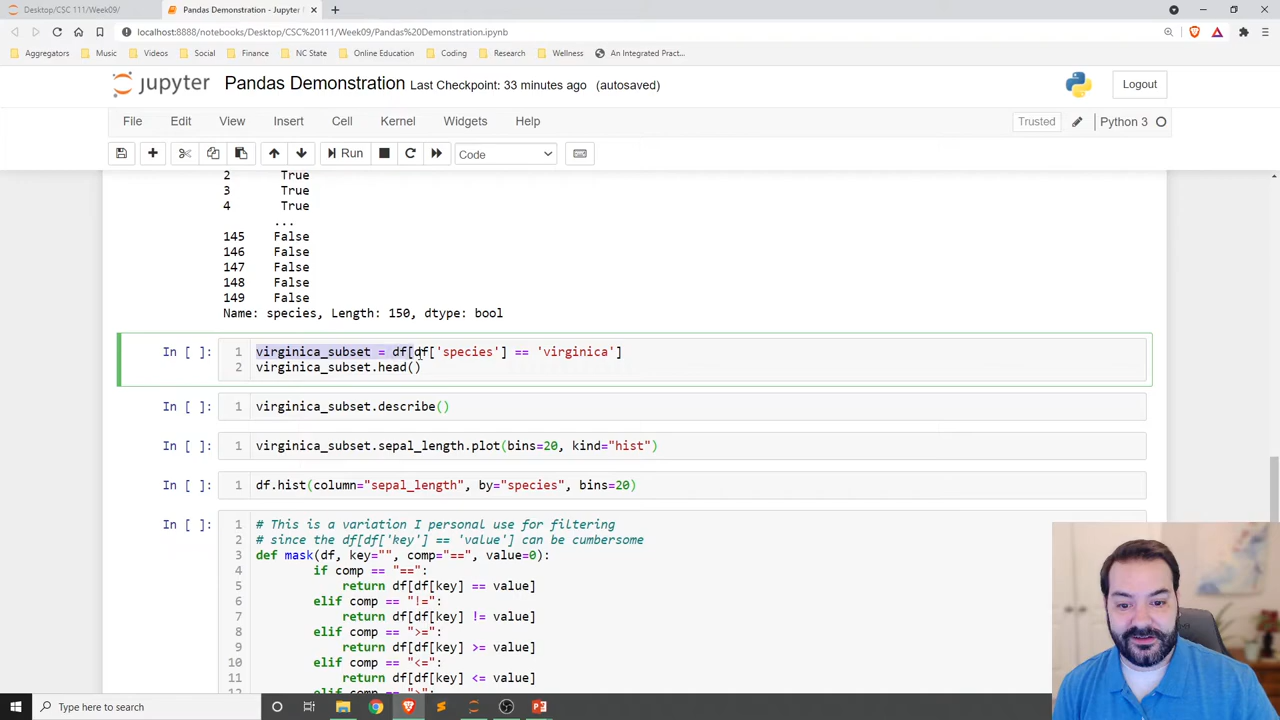 Desktop/CSC 111/Week09/
Pandas Demonstration - Jupyter
localhost:8888/notebooks/Desktop/CSC%20111/Week09/Pandas%20Demonstration.ipynb
Aggregators Music Videos Social Finance NC State Online Education Coding Research Wellness An Integrated Pract...
jupyter Pandas Demonstration Last Checkpoint: 33 minutes ago (autosaved) Logout
File Edit View Insert Cell Kernel Widgets Help Trusted Python 3
Run Code
2 True
3 True
4 True
...
145 False
146 False
147 False
148 False
149 False
Name: species, Length: 150, dtype: bool
In [ ]: 1 virginica_subset = df[df['species'] == 'virginica']
2 virginica_subset.head()
In [ ]: 1 virginica_subset.describe()
In [ ]: 1 virginica_subset.sepal_length.plot(bins=20, kind="hist")
In [ ]: 1 df.hist(column="sepal_length", by="species", bins=20)
In [ ]: 1 # This is a variation I personal use for filtering
2 # since the df[df['key'] == 'value'] can be cumbersome
3 def mask(df, key="", comp="==", value=0):
4 if comp == "==":
5 return df[df[key] == value]
6 elif comp == "!=":
7 return df[df[key] != value]
8 elif comp == ">=":
9 return df[df[key] >= value]
10 elif comp == "<=":
11 return df[df[key] <= value]
12 elif comp == ">":
Type here to search